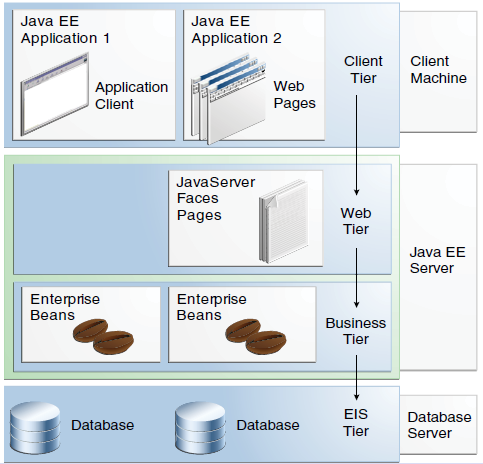 Java EE
Application 1
Application
Client
Java EE
Application 2
Web
Pages
Client
Tier
Client
Machine
JavaServer
Faces
Pages
Web
Tier
Java EE
Server
Enterprise
Beans
Enterprise
Beans
Business
Tier
Database
Database
EIS
Tier
Database
Server